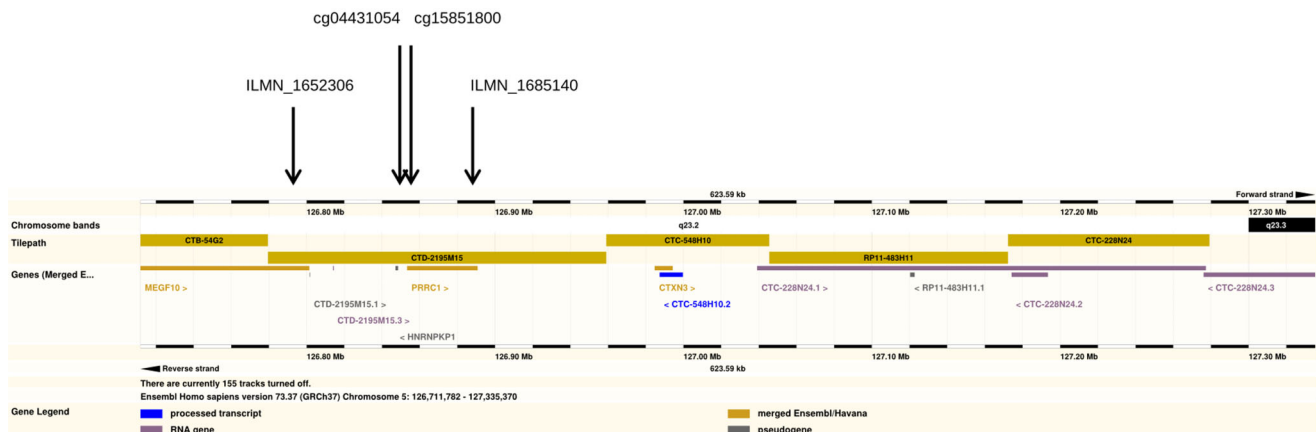 cg04431054 cg15851800
ILMN_1652306 ILMN_1685140
623.59 kb Forward strand
126.80 Mb 126.90 Mb 127.00 Mb 127.10 Mb 127.20 Mb 127.30 Mb
Chromosome bands q23.2 q23.3
Tilepath CTB-54G2 CTC-548H10 CTC-228N24
CTD-2195M15 RP11-483H11
Genes (Merged E...
MEGF10 > PRRC1 > CTXN3 > CTC-228N24.1 > < RP11-483H11.1 < CTC-228N24.3
CTD-2195M15.1 > < CTC-548H10.2 < CTC-228N24.2
CTD-2195M15.3 >
< HNRNPKP1
126.80 Mb 126.90 Mb 127.00 Mb 127.10 Mb 127.20 Mb 127.30 Mb
Reverse strand 623.59 kb
There are currently 155 tracks turned off.
Ensembl Homo sapiens version 73.37 (GRCh37) Chromosome 5: 126,711,782 - 127,335,370
Gene Legend processed transcript merged Ensembl/Havana
RNA gene pseudogene